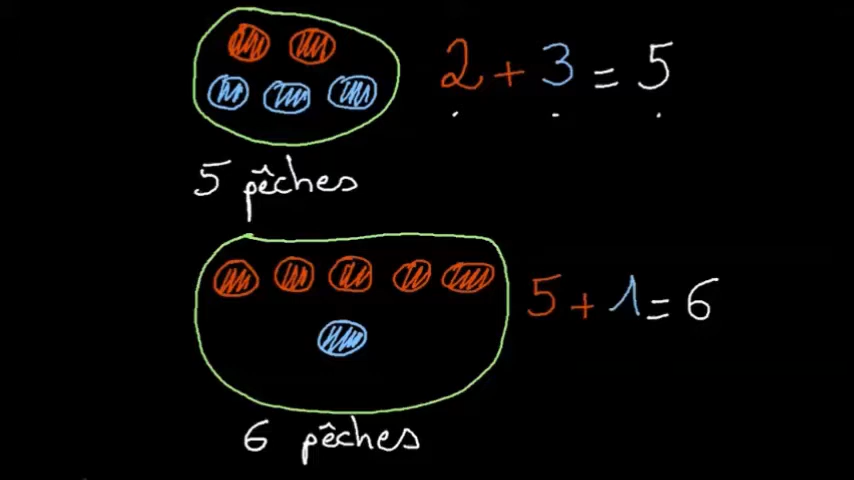 2 + 3 = 5
5 pêches
5 + 1 = 6
6 pêches